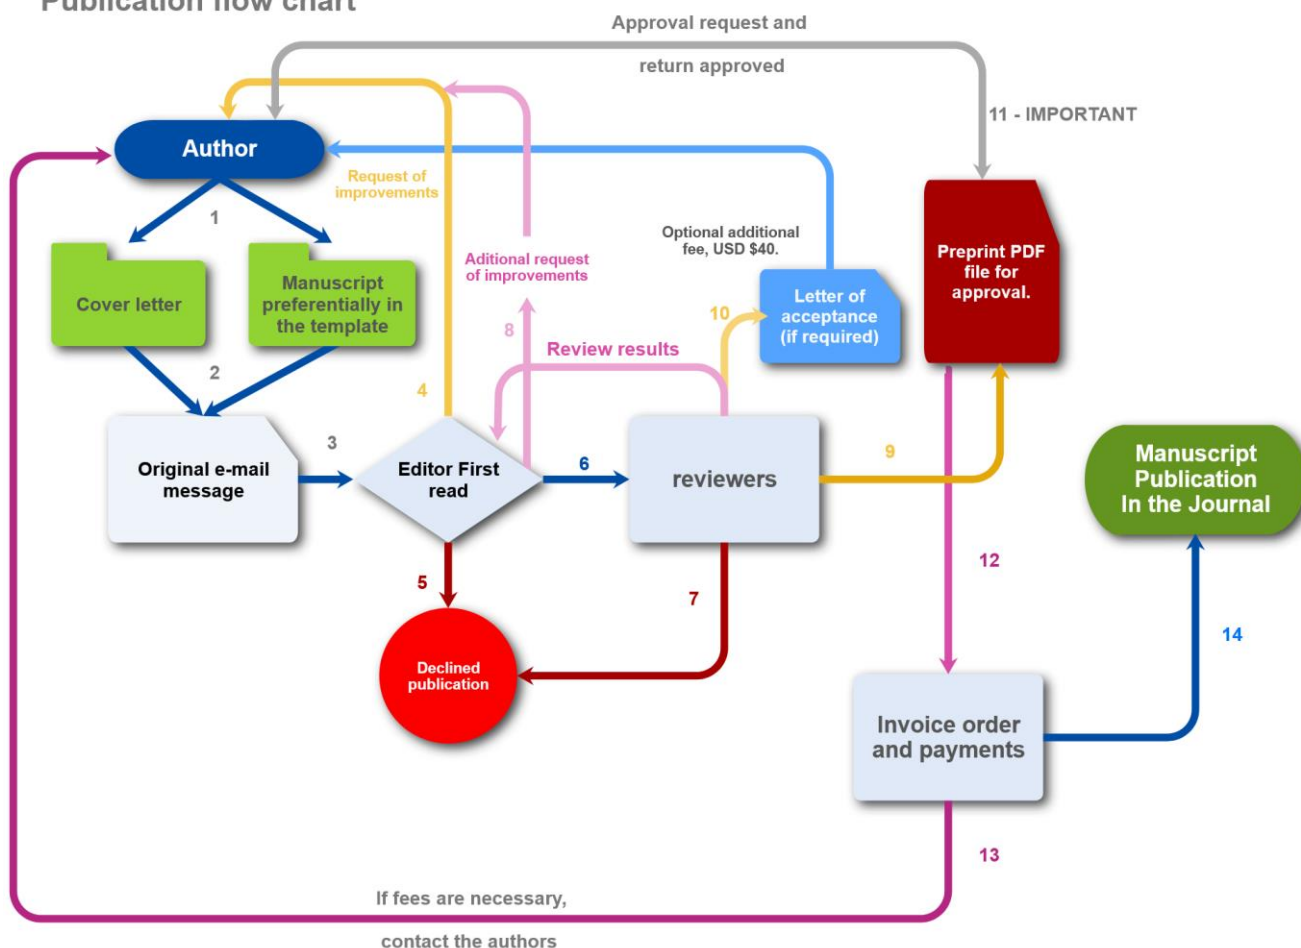 Publication flow chart
Approval request and
return approved
11 - IMPORTANT
Author
Request of
improvements
1
Optional additional
fee, USD $40.
Cover letter
Manuscript
preferentially in
the template
Aditional request
of improvements
Preprint PDF
file for
approval.
Letter of
acceptance
(if required)
10
8
Review results
2
4
3
Original e-mail
message
Editor First
read
6
reviewers
9
Manuscript
Publication
In the Journal
5
7
12
14
Declined
publication
Invoice order
and payments
13
If fees are necessary,
contact the authors